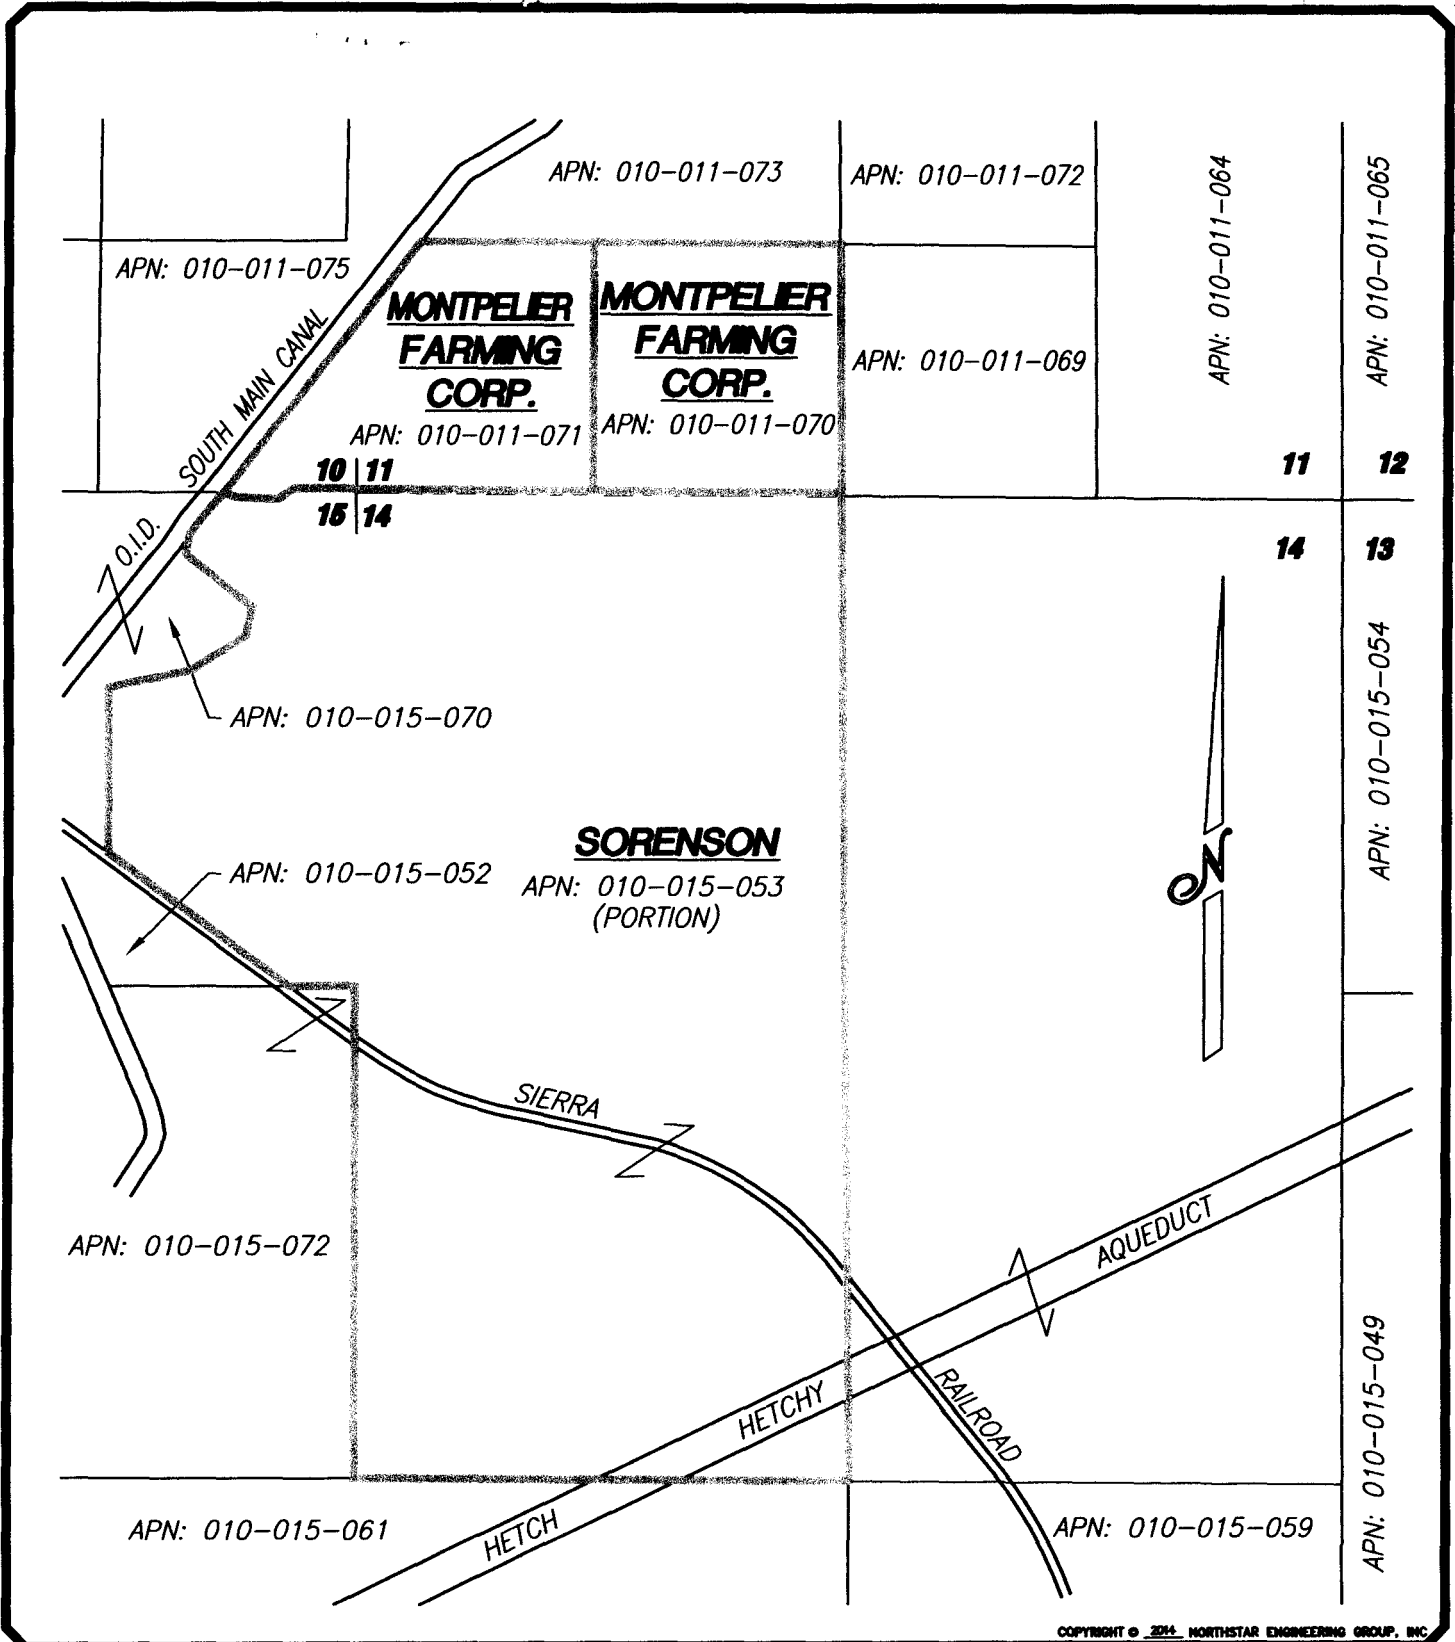 APN: 010-011-073
APN: 010-011-072
APN: 010-011-064
APN: 010-011-065
APN: 010-011-075
MONTPELIER
FARMING
CORP.
APN: 010-011-071
MONTPELIER
FARMING
CORP.
APN: 010-011-070
APN: 010-011-069
SOUTH MAIN CANAL
O.I.D.
10 11
15 14
11 12
14 13
APN: 010-015-054
APN: 010-015-070
SORENSON
APN: 010-015-053
(PORTION)
APN: 010-015-052
N
SIERRA
RAILROAD
APN: 010-015-072
HETCH
HETCHY
AQUEDUCT
APN: 010-015-049
APN: 010-015-061
APN: 010-015-059
COPYRIGHT © 2014 NORTHSTAR ENGINEERING GROUP, INC